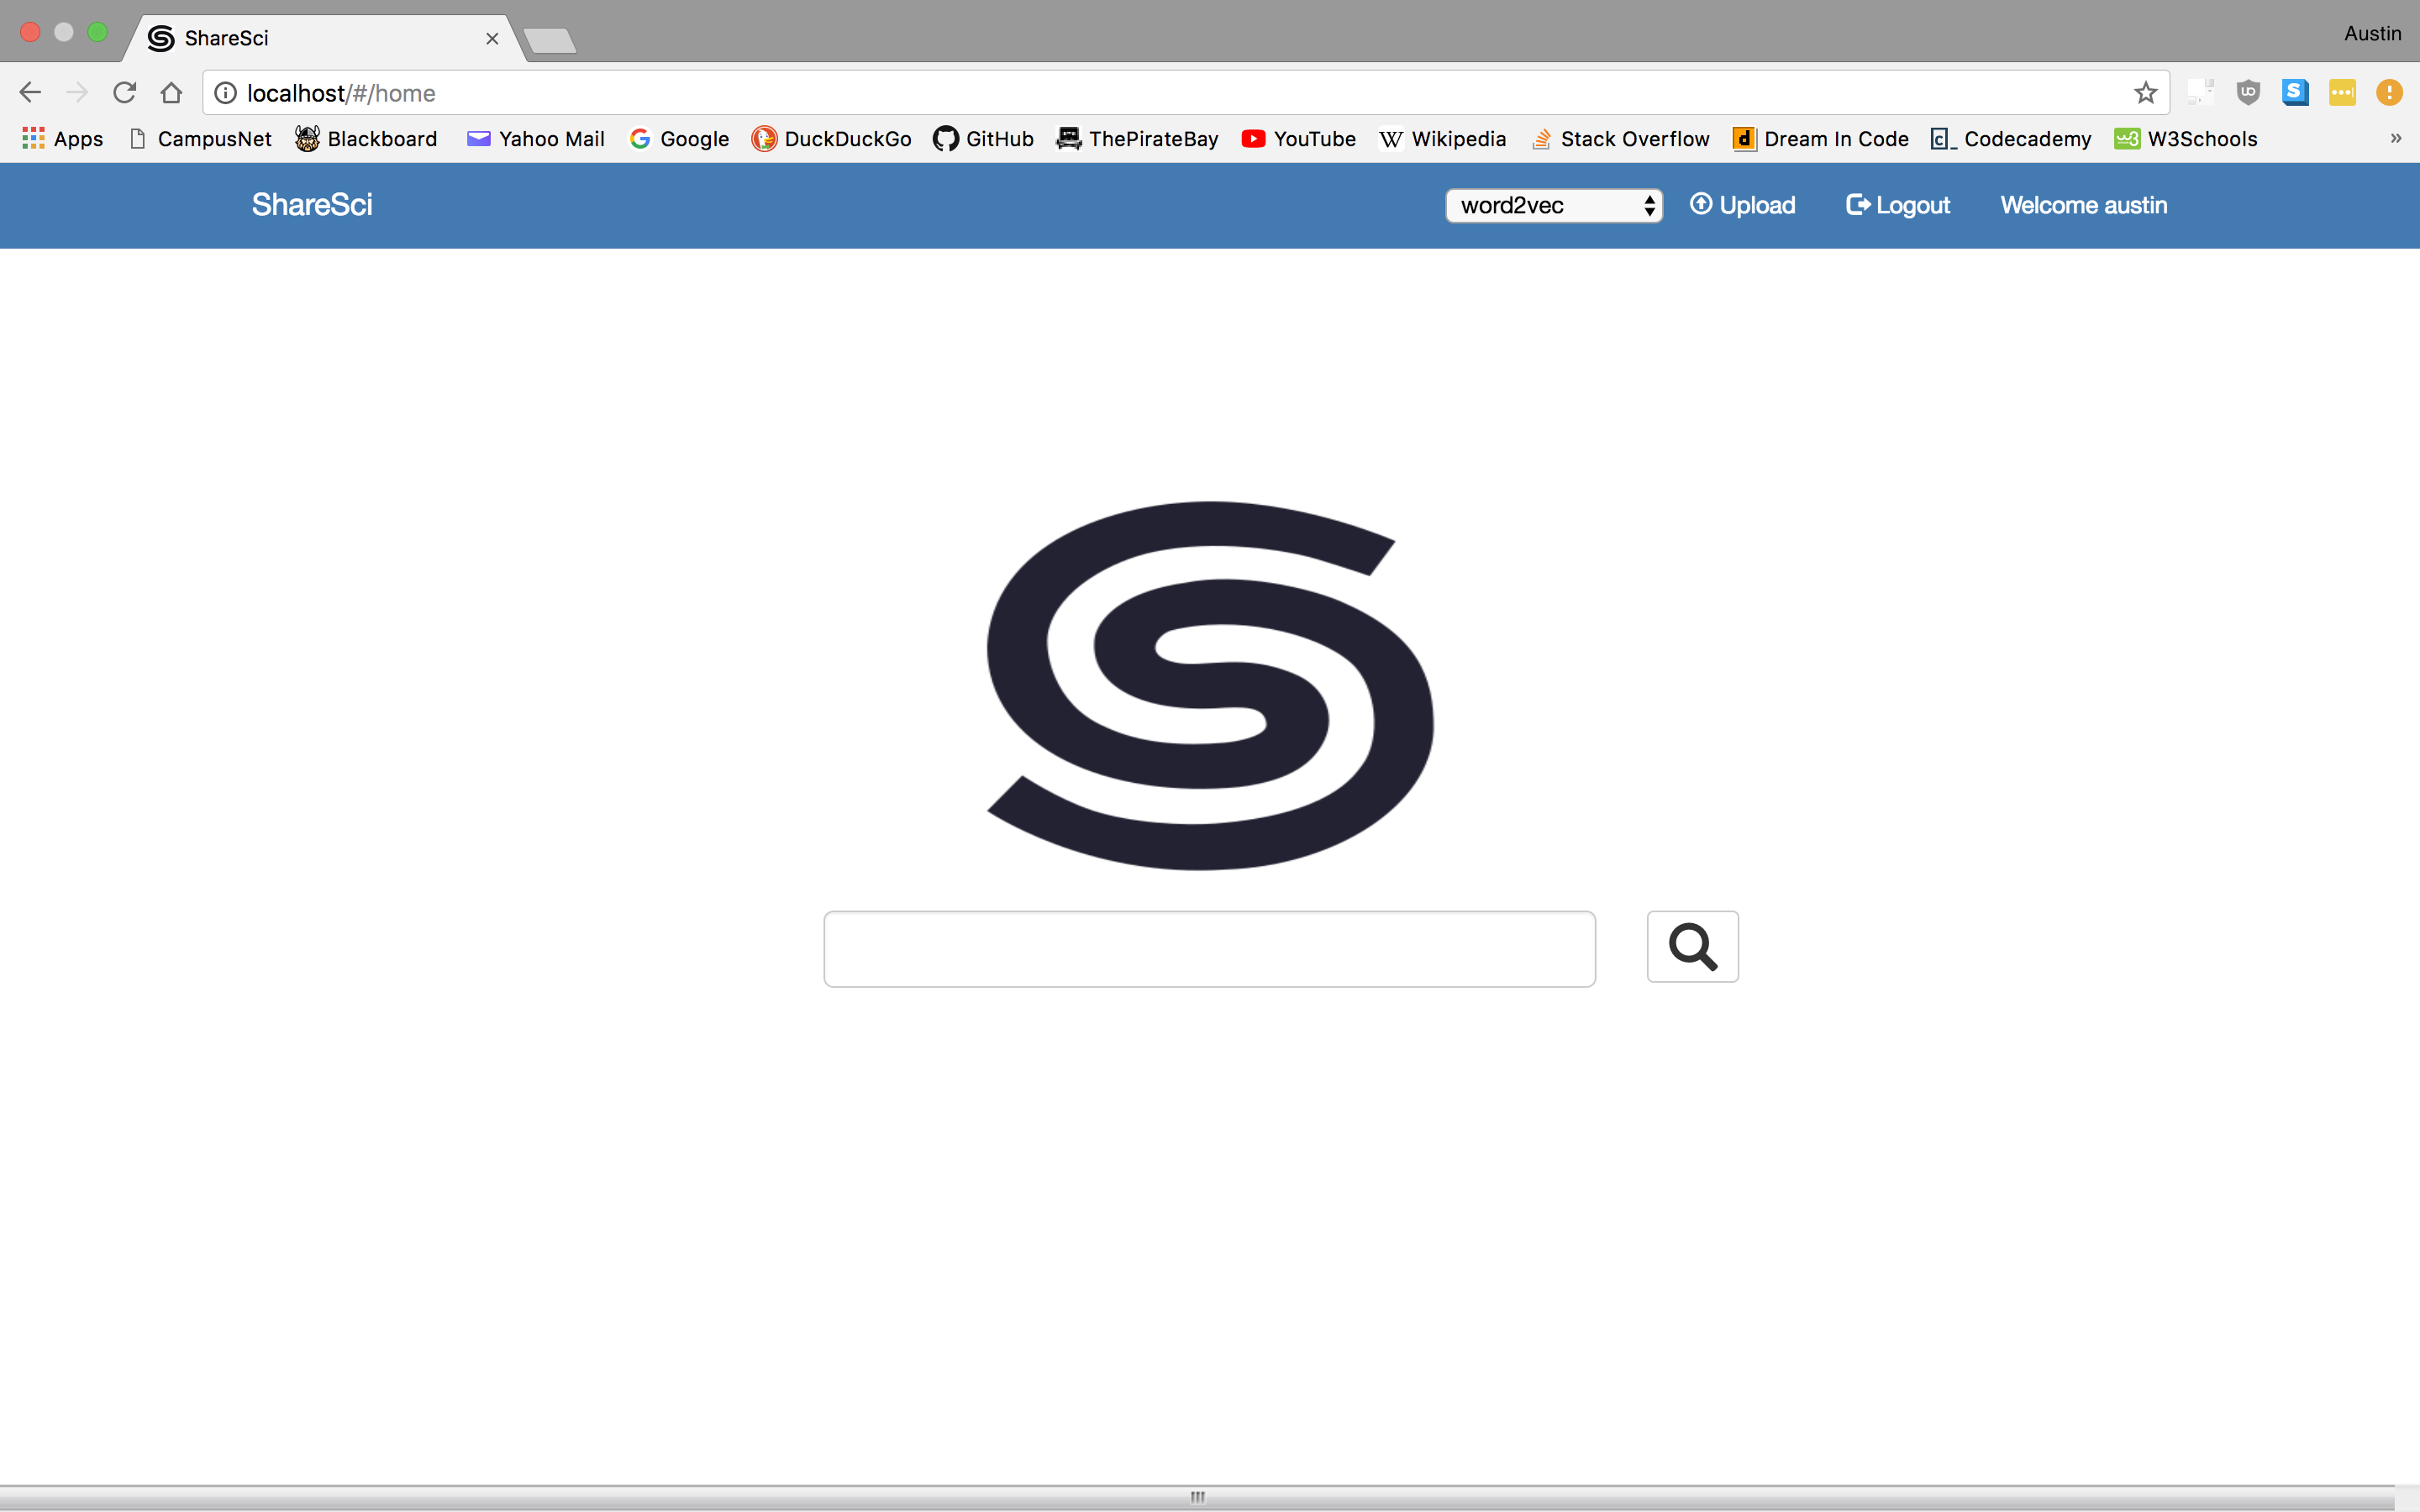 ShareSci
Austin
localhost/#/home
Apps CampusNet Blackboard Yahoo Mail Google DuckDuckGo GitHub ThePirateBay YouTube Wikipedia Stack Overflow Dream In Code Codecademy W3Schools »
ShareSci word2vec Upload Logout Welcome austin